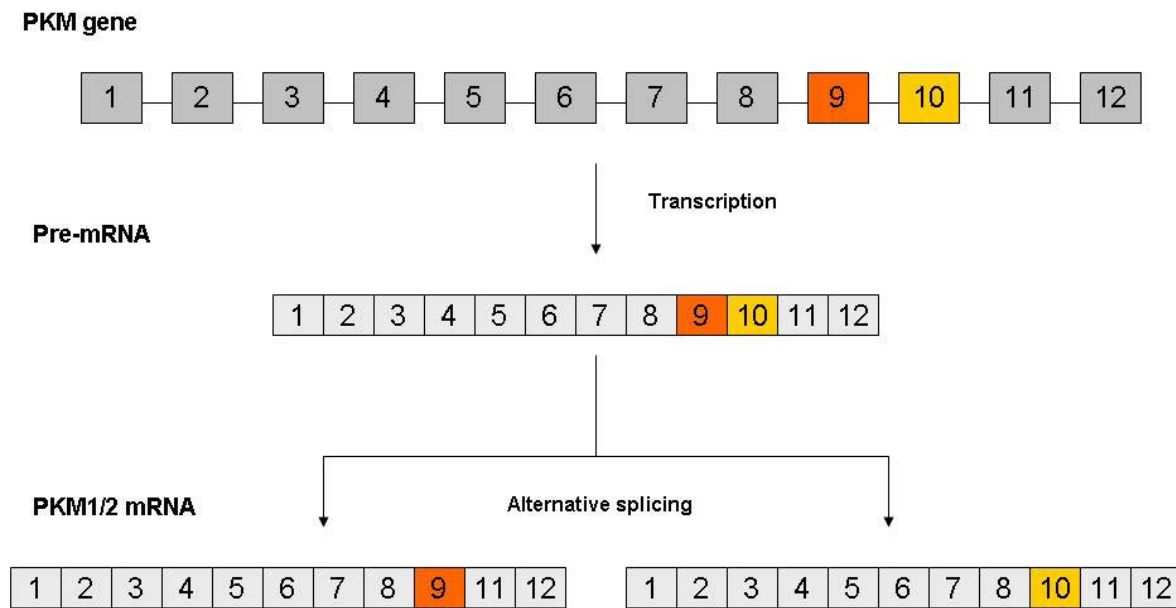 PKM gene
1 2 3 4 5 6 7 8 9 10 11 12
Transcription
Pre-mRNA
1 2 3 4 5 6 7 8 9 10 11 12
PKM1/2 mRNA
Alternative splicing
1 2 3 4 5 6 7 8 9 11 12
1 2 3 4 5 6 7 8 10 11 12